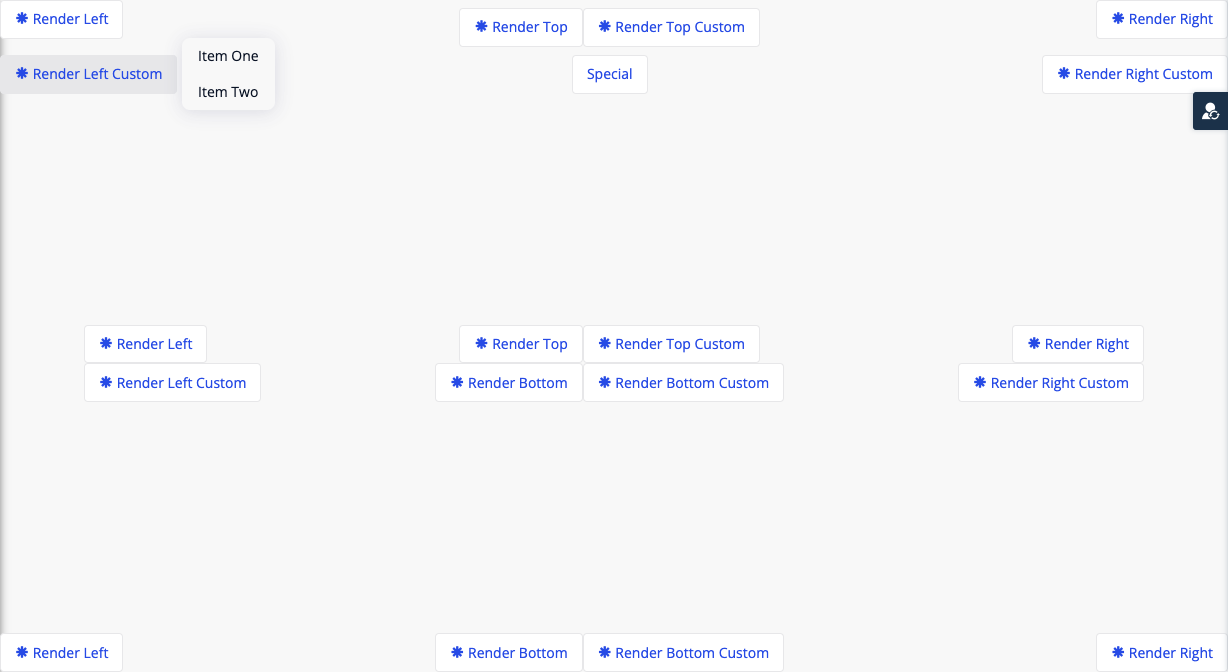 Render Left
Render Top
Render Top Custom
Render Right
Render Left Custom
Item One
Item Two
Special
Render Right Custom
Render Left
Render Top
Render Top Custom
Render Right
Render Left Custom
Render Bottom
Render Bottom Custom
Render Right Custom
Render Left
Render Bottom
Render Bottom Custom
Render Right